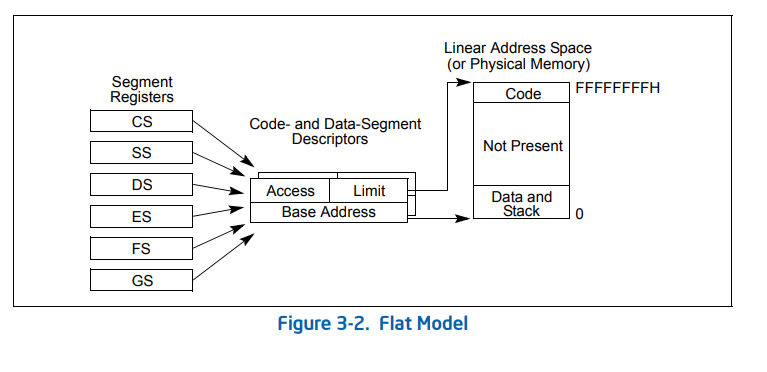 Linear Address Space
(or Physical Memory)
Segment
Registers
CS
SS
DS
ES
FS
GS
Code- and Data-Segment
Descriptors
Access
Limit
Base Address
Code
FFFFFFFFH
Not Present
Data and
Stack
0
Figure 3-2. Flat Model